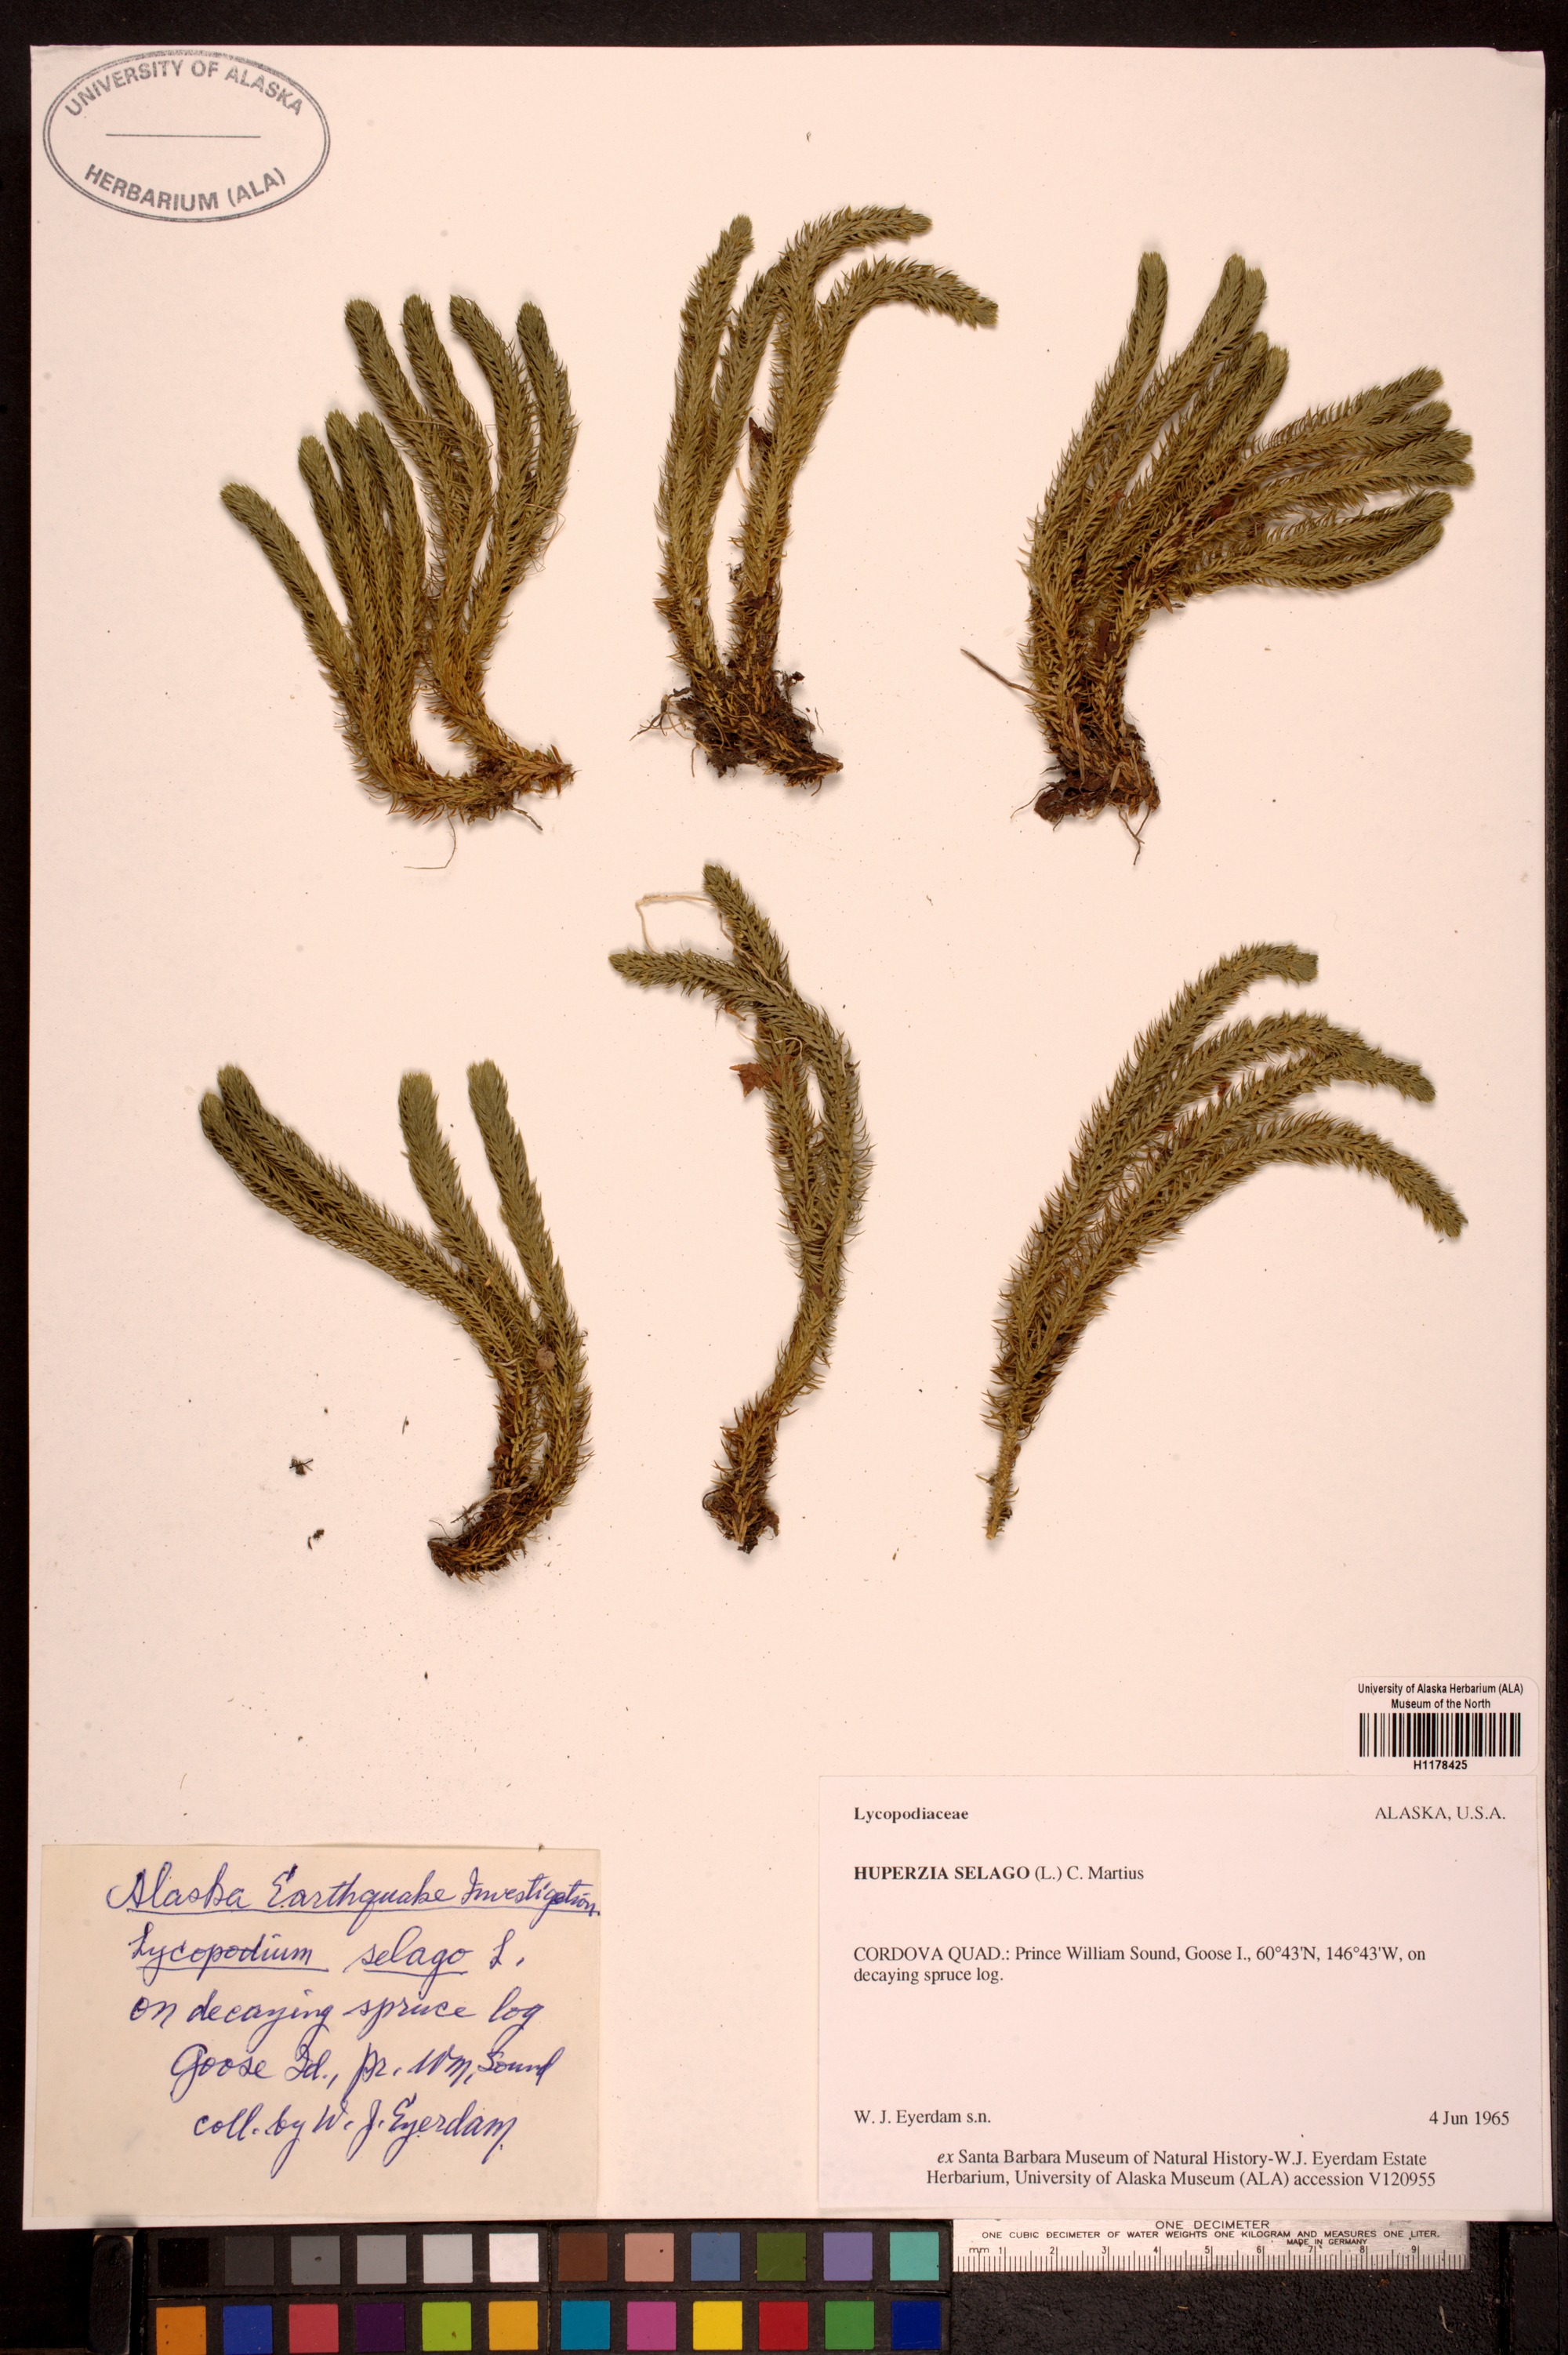 UNIVERSITY OF ALASKA
HERBARIUM (ALA)
University of Alaska Herbarium (ALA)
Museum of the North
H1178425
Lycopodiaceae ALASKA, U.S.A.
HUPERZIA SELAGO (L.) C. Martius
CORDOVA QUAD.: Prince William Sound, Goose I., 60°43'N, 146°43'W, on
decaying spruce log.
W. J. Eyerdam s.n. 4 Jun 1965
ex Santa Barbara Museum of Natural History-W.J. Eyerdam Estate
Herbarium, University of Alaska Museum (ALA) accession V120955
Alaska Earthquake Investigation.
Lycopodium selago L.
on decaying spruce log
Goose Id., Pr. Wm, Sound
coll. by W. J. Eyerdam
ONE DECIMETER
ONE CUBIC DECIMETER OF WATER WEIGHTS ONE KILOGRAM AND MEASURES ONE LITER.
MADE IN GERMANY
mm 1 2 3 4 5 6 7 8 9